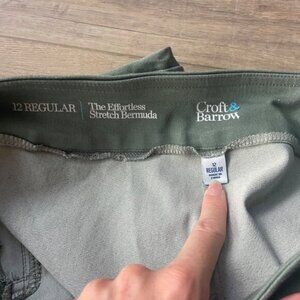 12 REGULAR
The Effortless
Stretch Bermuda
Croft&
Barrow
12
REGULAR